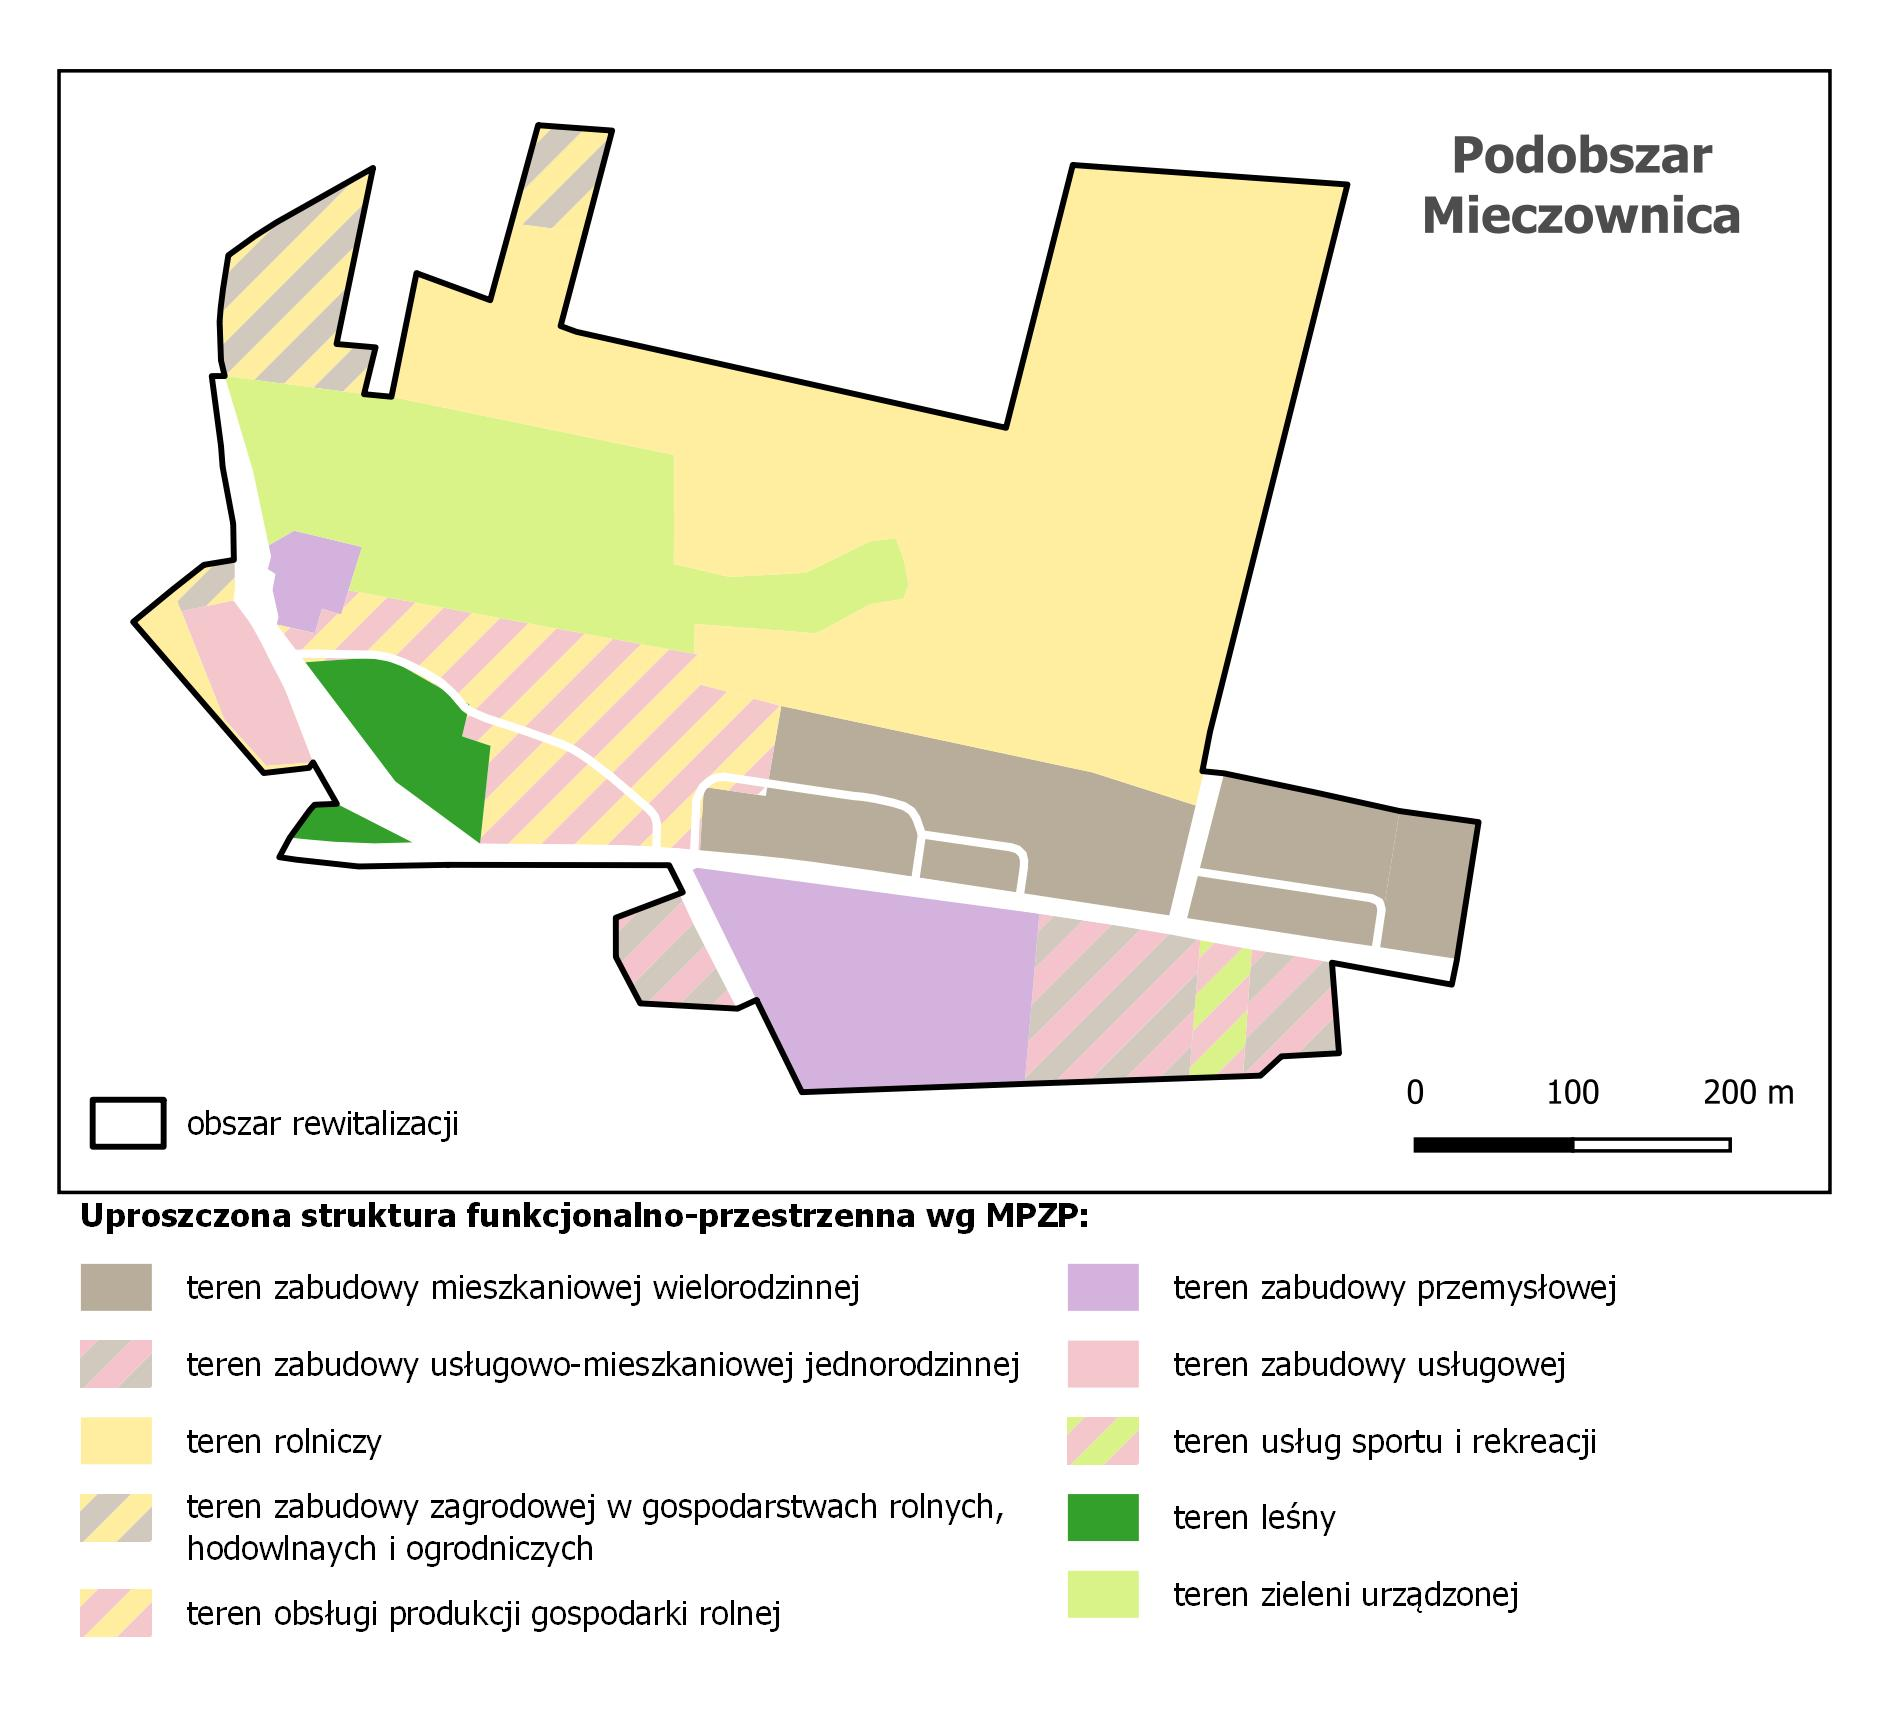 Podobszar
Mieczownica
obszar rewitalizacji
0 100 200 m
Uproszczona struktura funkcjonalno-przestrzenna wg MPZP:
teren zabudowy mieszkaniowej wielorodzinnej
teren zabudowy usługowo-mieszkaniowej jednorodzinnej
teren rolniczy
teren zabudowy zagrodowej w gospodarstwach rolnych,
hodowlnaych i ogrodniczych
teren obsługi produkcji gospodarki rolnej
teren zabudowy przemysłowej
teren zabudowy usługowej
teren usług sportu i rekreacji
teren leśny
teren zieleni urządzonej